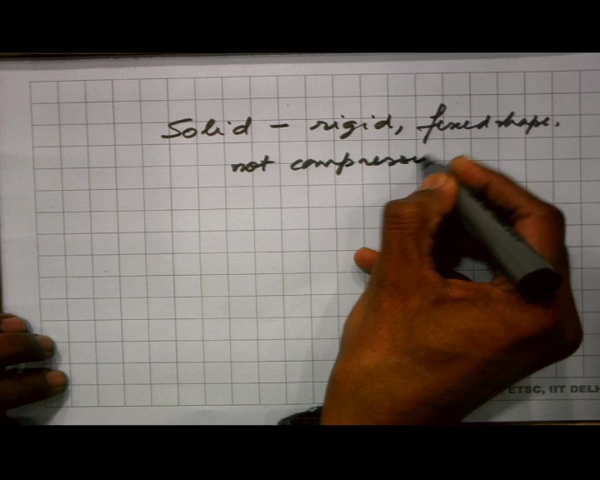 Solid - rigid, fixed shape.
not compress
ETSC, IIT DELH